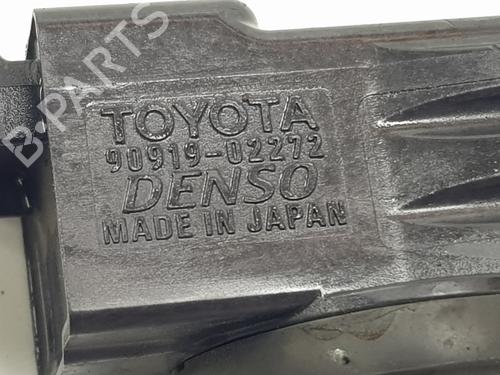 B-PARTS
TOYOTA
90919-02272
DENSO
MADE IN JAPAN